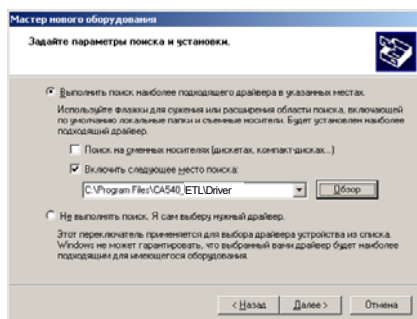 Мастер нового оборудования
Задайте параметры поиска и установки.
Выполнить поиск наиболее подходящего драйвера в указанных местах.
Используйте флажки для сужения или расширения области поиска, включающей
по умолчанию локальные папки и съемные носители. Будет установлен наиболее
подходящий драйвер.
Поиск на сменных носителях (дискетах, компакт-дисках...)
Включить следующее место поиска:
C:\Program Files\CA540_ETL\Driver
Обзор
Не выполнять поиск. Я сам выберу нужный драйвер.
Этот переключатель применяется для выбора драйвера устройства из списка.
Windows не может гарантировать, что выбранный вами драйвер будет наиболее
подходящим для имеющегося оборудования.
< Назад
Далее >
Отмена